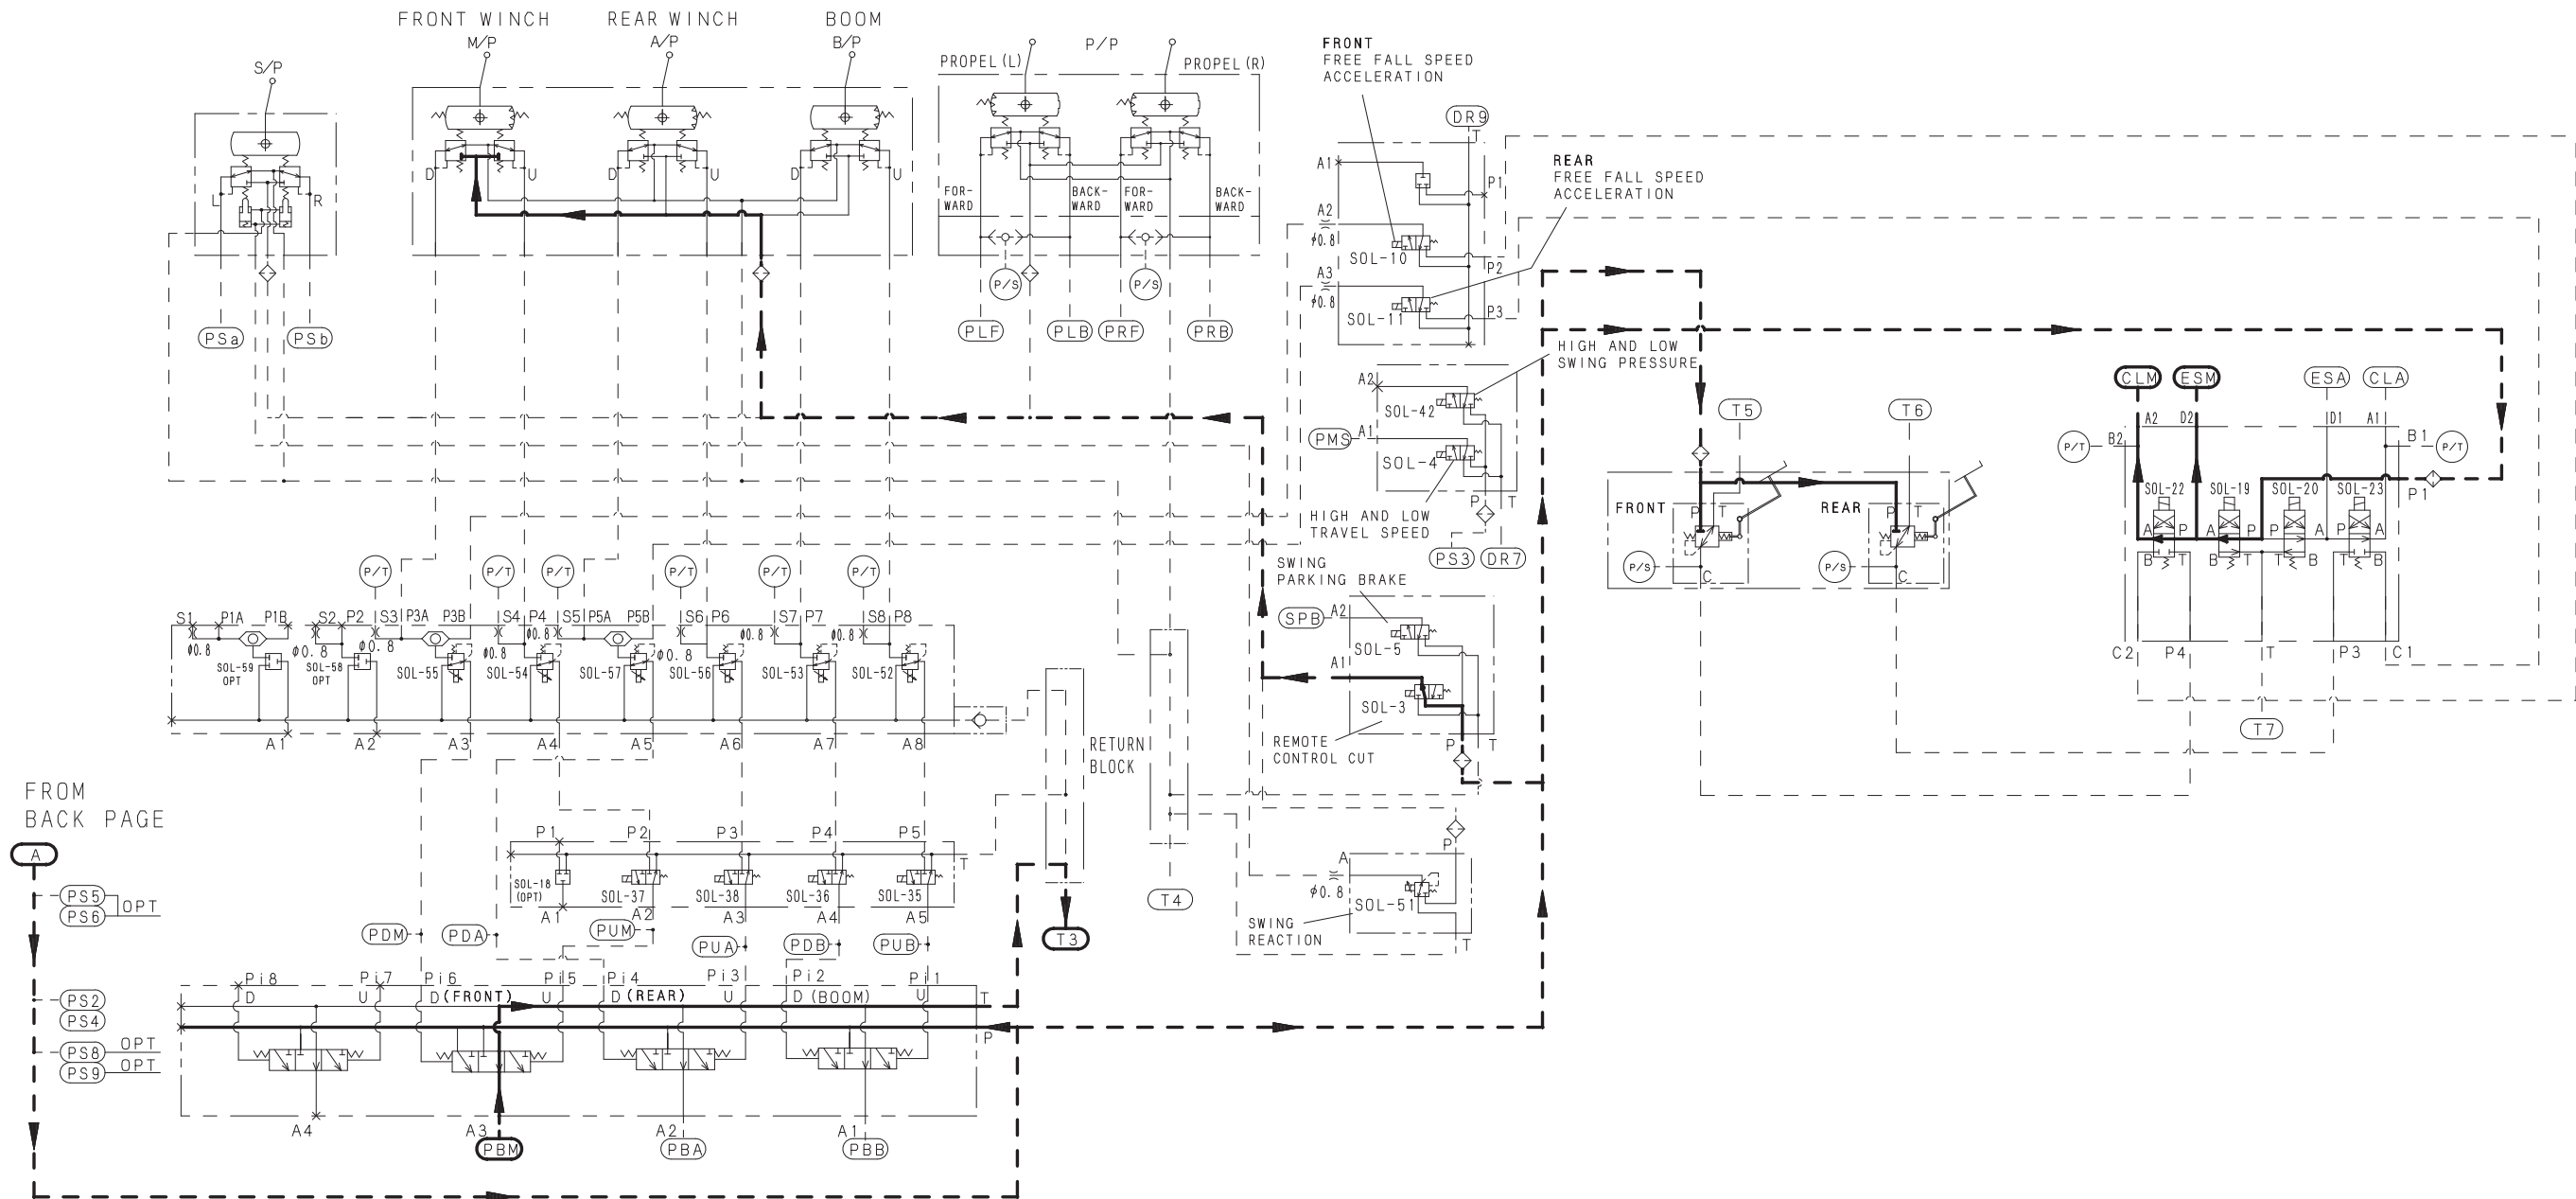 FRONT WINCH
M/P
REAR WINCH
A/P
BOOM
B/P
S/P
PROPEL(L)
P/P
PROPEL(R)
FRONT
FREE FALL SPEED
ACCELERATION
DR9
T
REAR
FREE FALL SPEED
ACCELERATION
A1
P1
A2
φ0.8
SOL-10
P2
A3
φ0.8
SOL-11
P3
L
R
D
U
D
U
D
U
FOR-
WARD
BACK-
WARD
FOR-
WARD
BACK-
WARD
P/S
P/S
PSa
PSb
PLF
PLB
PRF
PRB
HIGH AND LOW
SWING PRESSURE
A2
SOL-42
PMS
A1
SOL-4
P
T
HIGH AND LOW
TRAVEL SPEED
PS3
DR7
T5
T6
CLM
ESM
ESA
CLA
A2
D2
D1
A1
P/T
B2
B1
P/T
P1
SOL-22
SOL-19
SOL-20
SOL-23
A
P
A
P
P
A
P
A
B
T
B
T
T
B
T
B
C2
P4
T
P3
C1
T7
FRONT
P
T
P/S
C
REAR
P
T
P/S
C
SWING
PARKING BRAKE
SPB
A2
SOL-5
A1
SOL-3
REMOTE
CONTROL CUT
P
T
P/T
P/T
P/T
P/T
P/T
P/T
S1
P1A
P1B
S2
P2
S3
P3A
P3B
S4
P4
S5
P5A
P5B
S6
P6
S7
P7
S8
P8
φ0.8
φ0.8
φ0.8
φ0.8
φ0.8
φ0.8
φ0.8
φ0.8
SOL-59
OPT
SOL-58
OPT
SOL-55
SOL-54
SOL-57
SOL-56
SOL-53
SOL-52
A1
A2
A3
A4
A5
A6
A7
A8
RETURN
BLOCK
FROM
BACK PAGE
A
PS5
PS6
OPT
PS2
PS4
PS8
OPT
PS9
OPT
P1
P2
P3
P4
P5
T
SOL-18
(OPT)
SOL-37
SOL-38
SOL-36
SOL-35
A1
A2
A3
A4
A5
PDM
PDA
PUM
PUA
PDB
PUB
T3
T4
P
A
φ0.8
SOL-51
SWING
REACTION
T
Pi8
Pi7
Pi6
Pi5
Pi4
Pi3
Pi2
Pi1
D
U
D(FRONT)
U
D(REAR)
U
D(BOOM)
U
T
P
A4
A3
A2
A1
PBM
PBA
PBB